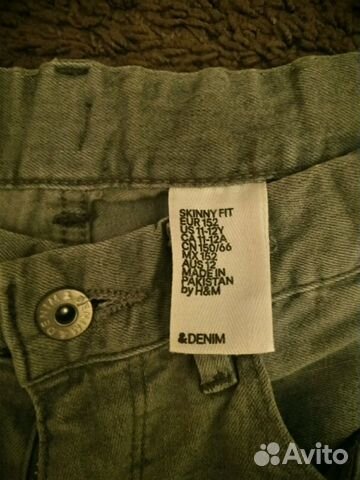 SKINNY FIT
EUR 152
US 11-12Y
CA 11-12A
CN 150/66
MX 152
AUS 12
MADE IN
PAKISTAN
by H&M
&DENIM
Avito